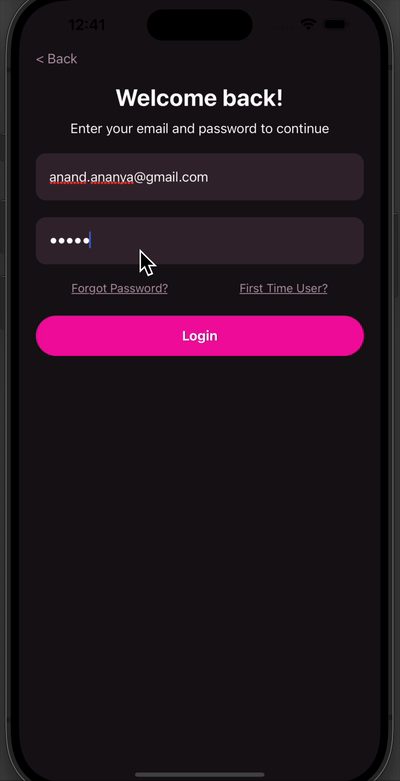 12:41
< Back
Welcome back!
Enter your email and password to continue
anand.ananya@gmail.com
•••••
Forgot Password? First Time User?
Login